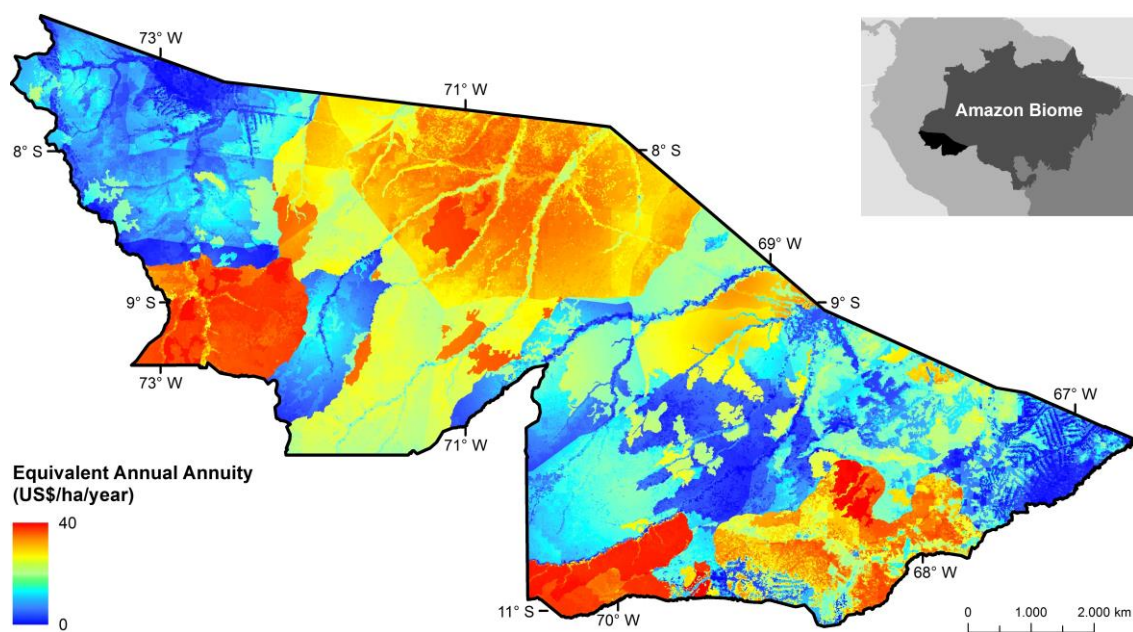 73° W
71° W
8° S
8° S
Amazon Biome
69° W
9° S
9° S
73° W
67° W
71° W
Equivalent Annual Annuity
(US$/ha/year)
40
0
68° W
11° S
70° W
0 1.000 2.000 km